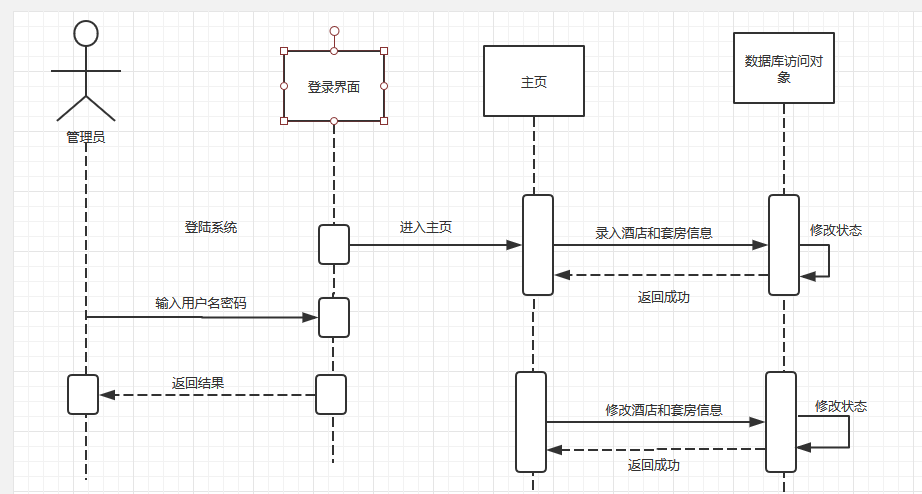 管理员
登录界面
主页
数据库访问对
象
登陆系统
进入主页
录入酒店和套房信息
修改状态
返回成功
输入用户名密码
返回结果
修改酒店和套房信息
修改状态
返回成功